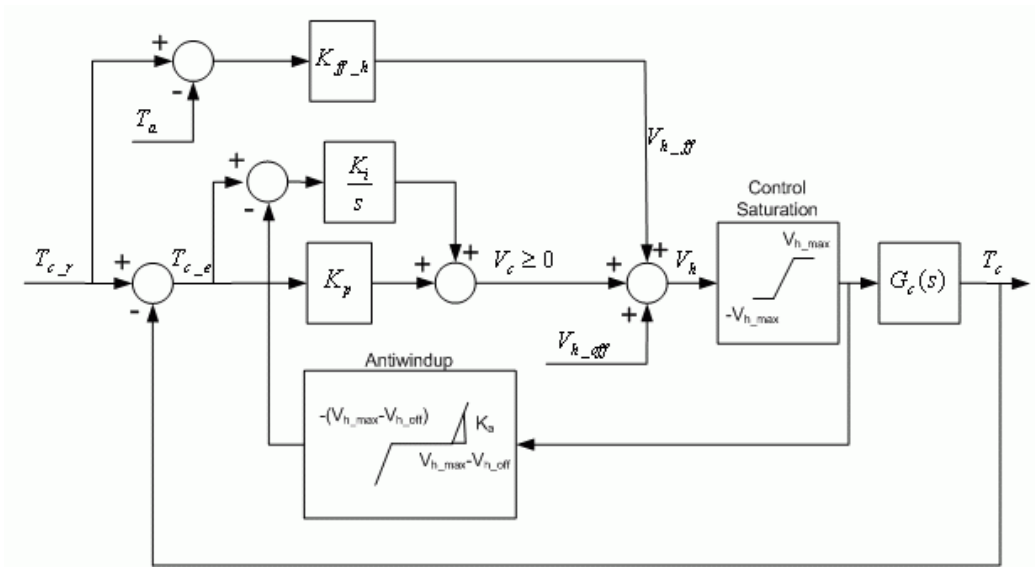 +
K_ff_h
-
T_a
V_h_ff
+
-
K_i
s
Control
Saturation
V_h_max
-V_h_max
T_c_r
+
-
T_c_e
K_p
+
+
V_c ≥ 0
+
+
+
V_h
G_c(s)
T_c
V_h_off
Antiwindup
-(V_h_max-V_h_off)
K_a
V_h_max-V_h_off